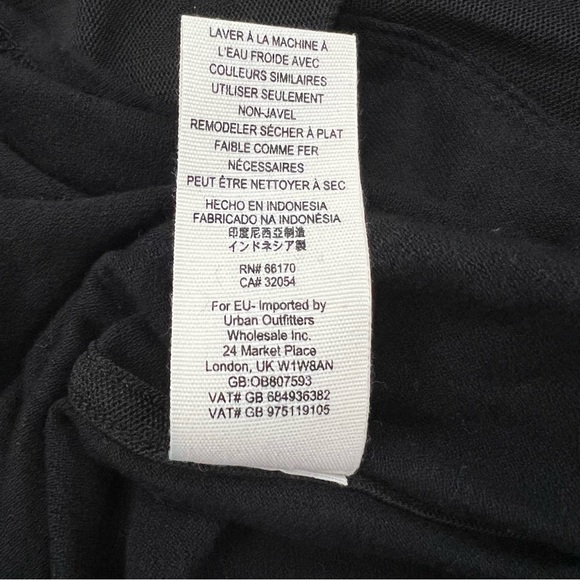 LAVER À LA MACHINE À
L'EAU FROIDE AVEC
COULEURS SIMILAIRES
UTILISER SEULEMENT
NON-JAVEL
REMODELER SÉCHER À PLAT
FAIBLE COMME FER
NÉCESSAIRES
PEUT ÊTRE NETTOYER À SEC
HECHO EN INDONESIA
FABRICADO NA INDONÉSIA
印度尼西亞制造
インドネシア製
RN# 66170
CA# 32054
For EU- Imported by
Urban Outfitters
Wholesale Inc.
24 Market Place
London, UK W1W8AN
GB:OB807593
VAT# GB 684936382
VAT# GB 975119105